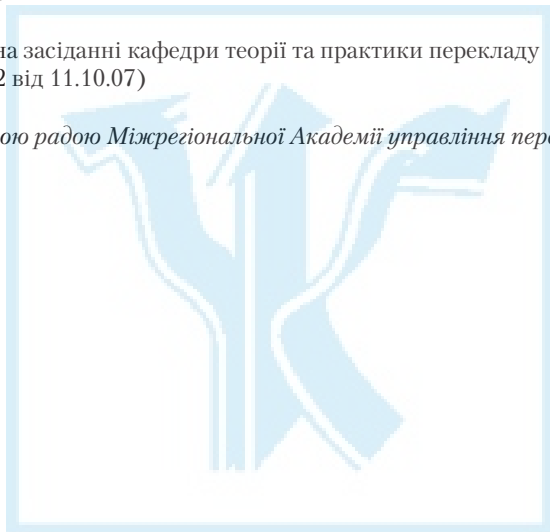 на засіданні кафедри теорії та практики перекладу
2 від 11.10.07)
ою радою Міжрегіональної Академії управління перс